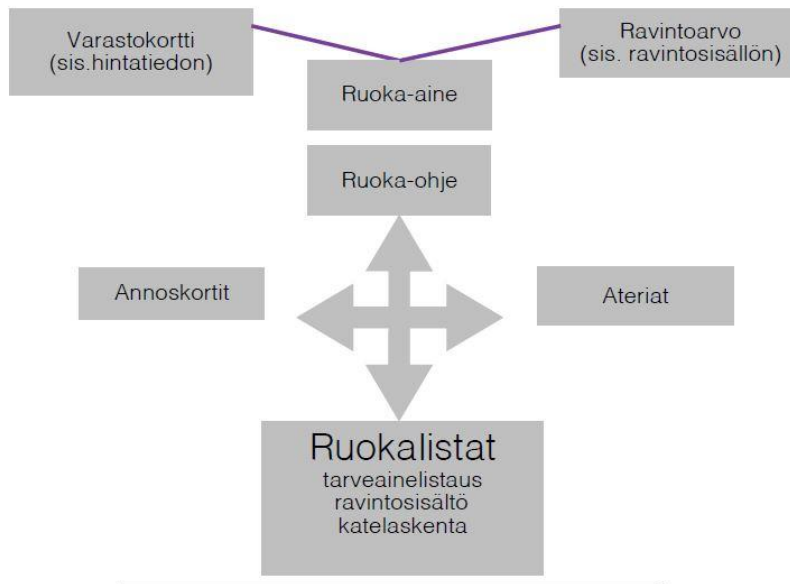 Varastokortti
(sis.hintatiedon)
Ravintoarvo
(sis. ravintosisällön)
Ruoka-aine
Ruoka-ohje
Annoskortit
Ateriat
Ruokalistat
tarveainelistaus
ravintosisältö
katelaskenta